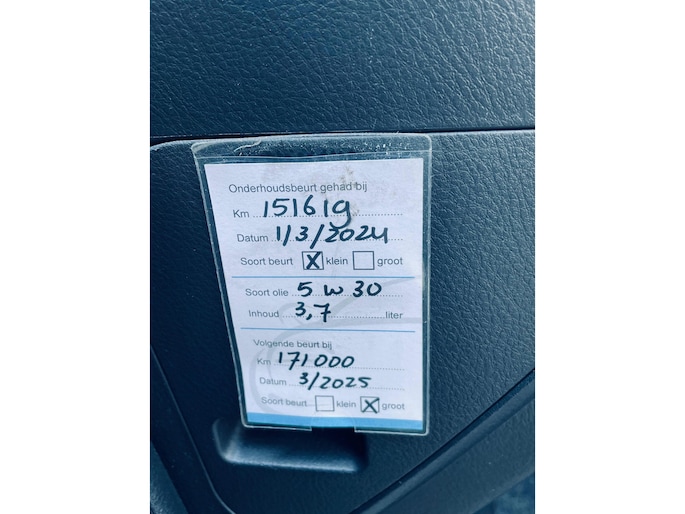 Onderhoudsbeurt gehad bij
Km 151619
Datum 1/3/2024
Soort beurt X klein groot
Soort olie 5 w 30
Inhoud 3,7 liter
Volgende beurt bij
Km 171000
Datum 3/2025
Soort beurt klein X groot